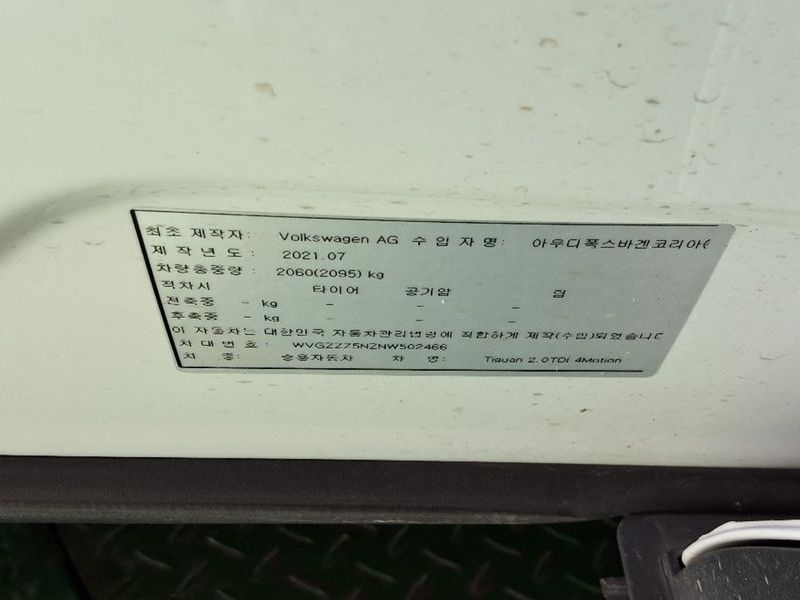 최초 제작자: Volkswagen AG 수 입 자 명: 아우디폭스바겐코리아(
제 작 년 도 : 2021.07
차량총중량 : 2060(2095) kg
적차시 타이어 공기압 림
전축중 - kg - - -
후축중 - kg - - -
이 자동차는 대한민국 자동차관리법령에 적합하게 제작(수입)되었습니다
차 대 번 호 : WVGZZZ5NZNW502466
차 종: 승용자동차 차 명: Tiguan 2.0TDI 4Motion